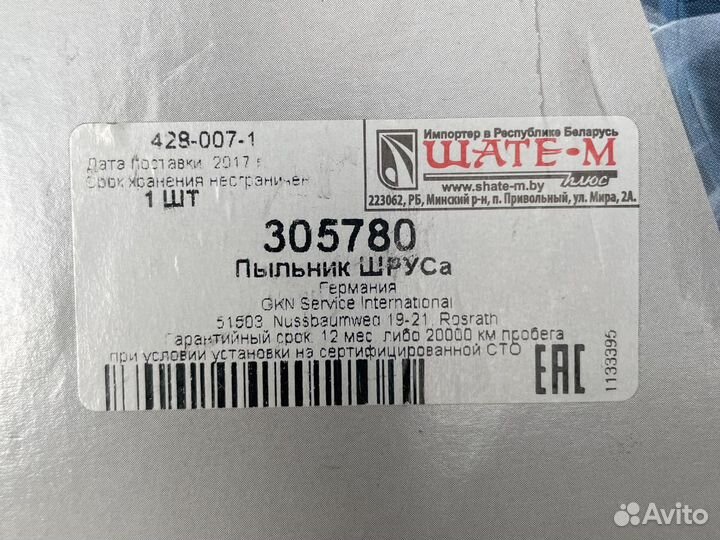 428-007-1
Дата поставки 2017 г
Срок хранения неограничен
1 ШТ
Импортер в Республике Беларусь
ШАТЕ-М
плюс
www.shate-m.by
223062, РБ, Минский р-н, п. Привольный, ул. Мира, 2А.
305780
Пыльник ШРУСа
Германия
GKN Service International
51503, Nussbaumweg 19-21, Rosrath
Гарантийный срок: 12 мес. либо 20000 км пробега
при условии установки на сертифицированной СТО
EAC
1133395
Avito